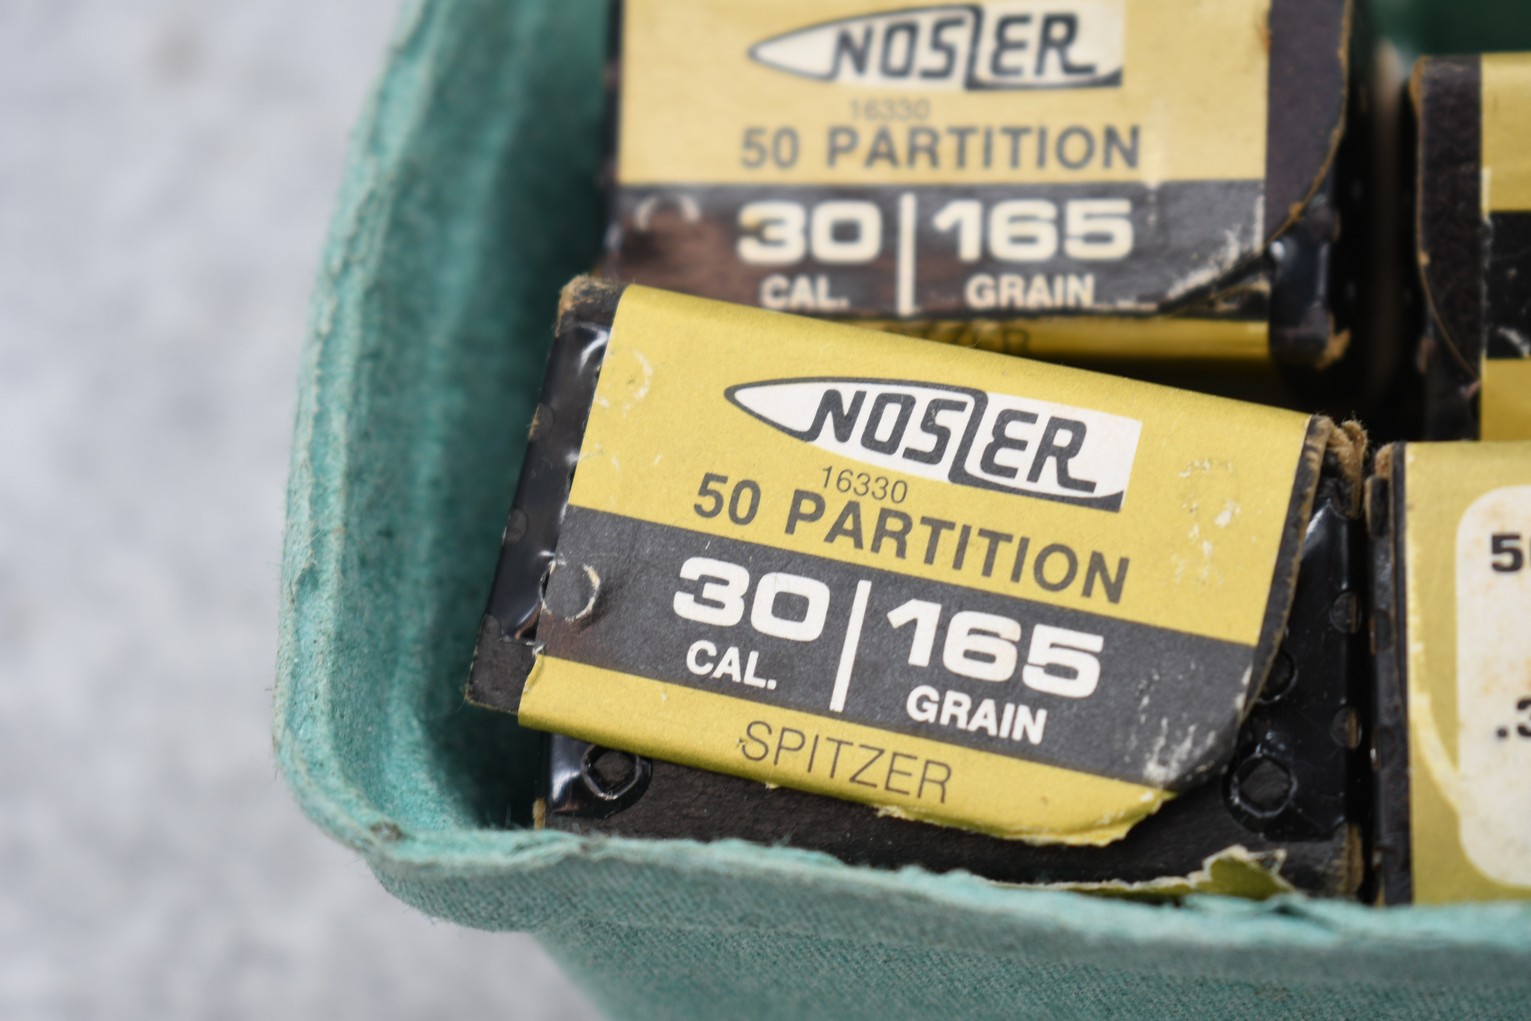 NOSLER
16330
50 PARTITION
30 | 165
CAL. GRAIN
NOSLER
16330
50 PARTITION
30 | 165
CAL. GRAIN
SPITZER